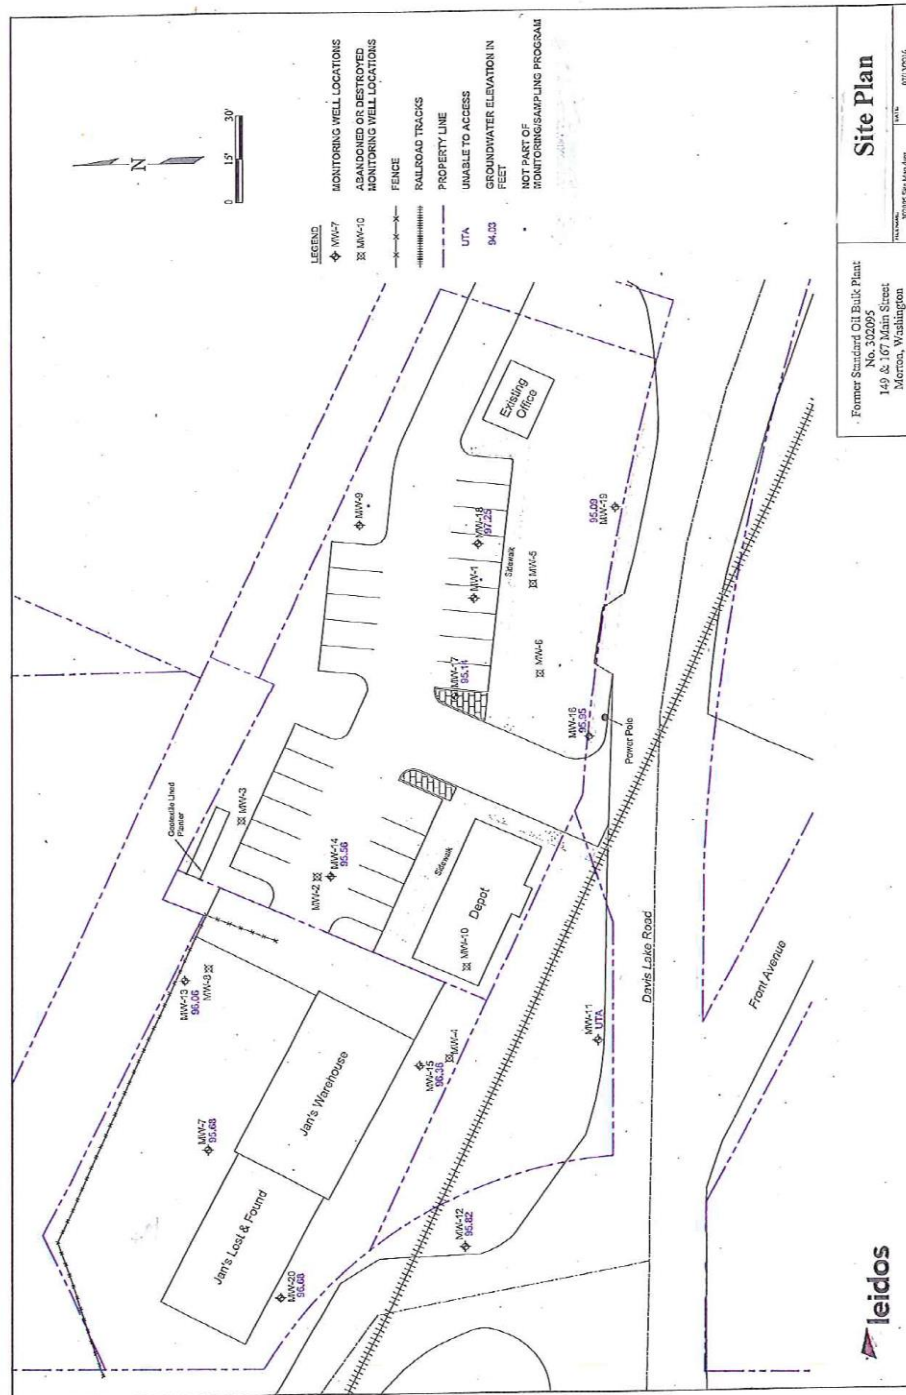 N
0 15' 30'
LEGEND
MW-7 MONITORING WELL LOCATIONS
MW-10 ABANDONED OR DESTROYED
MONITORING WELL LOCATIONS
FENCE
RAILROAD TRACKS
PROPERTY LINE
UTA UNABLE TO ACCESS
94.03 GROUNDWATER ELEVATION IN
FEET
* NOT PART OF
MONITORING/SAMPLING PROGRAM
Geotextile Lined
Planter
MW-9
MW-3
MW-13
96.06
MW-8
MW-2
MW-14
95.56
MW-7
95.68
MW-18
97.25
MW-1
Sidewalk
MW-17
95.14
MW-5
MW-6
Existing
Office
95.09
MW-19
MW-16
95.95
Power Pole
Sidewalk
Depot
MW-10
Jan's Warehouse
MW-15
96.36
MW-4
Jan's Lost & Found
MW-20
96.68
MW-12
95.82
MW-11
UTA
Davis Lake Road
Front Avenue
leidos
Former Standard Oil Bulk Plant
No. 302095
149 & 167 Main Street
Morton, Washington
Site Plan
FILENAME:
DATE: